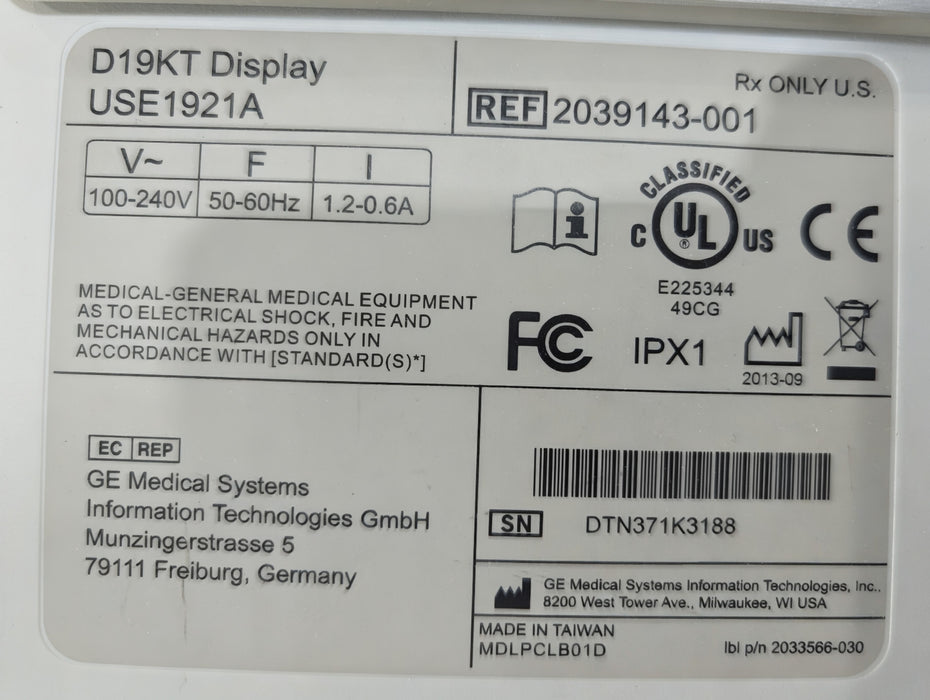 D19KT Display
USE1921A
Rx ONLY U.S.
REF 2039143-001
V~ F I
100-240V 50-60Hz 1.2-0.6A
CLASSIFIED
C UL® US
CE
E225344
49CG
MEDICAL-GENERAL MEDICAL EQUIPMENT
AS TO ELECTRICAL SHOCK, FIRE AND
MECHANICAL HAZARDS ONLY IN
ACCORDANCE WITH [STANDARD(S)*]
FC IPX1
2013-09
EC REP
GE Medical Systems
Information Technologies GmbH
Munzingerstrasse 5
79111 Freiburg, Germany
SN DTN371K3188
GE Medical Systems Information Technologies, Inc.,
8200 West Tower Ave., Milwaukee, WI USA
MADE IN TAIWAN
MDLPCLB01D
lbl p/n 2033566-030